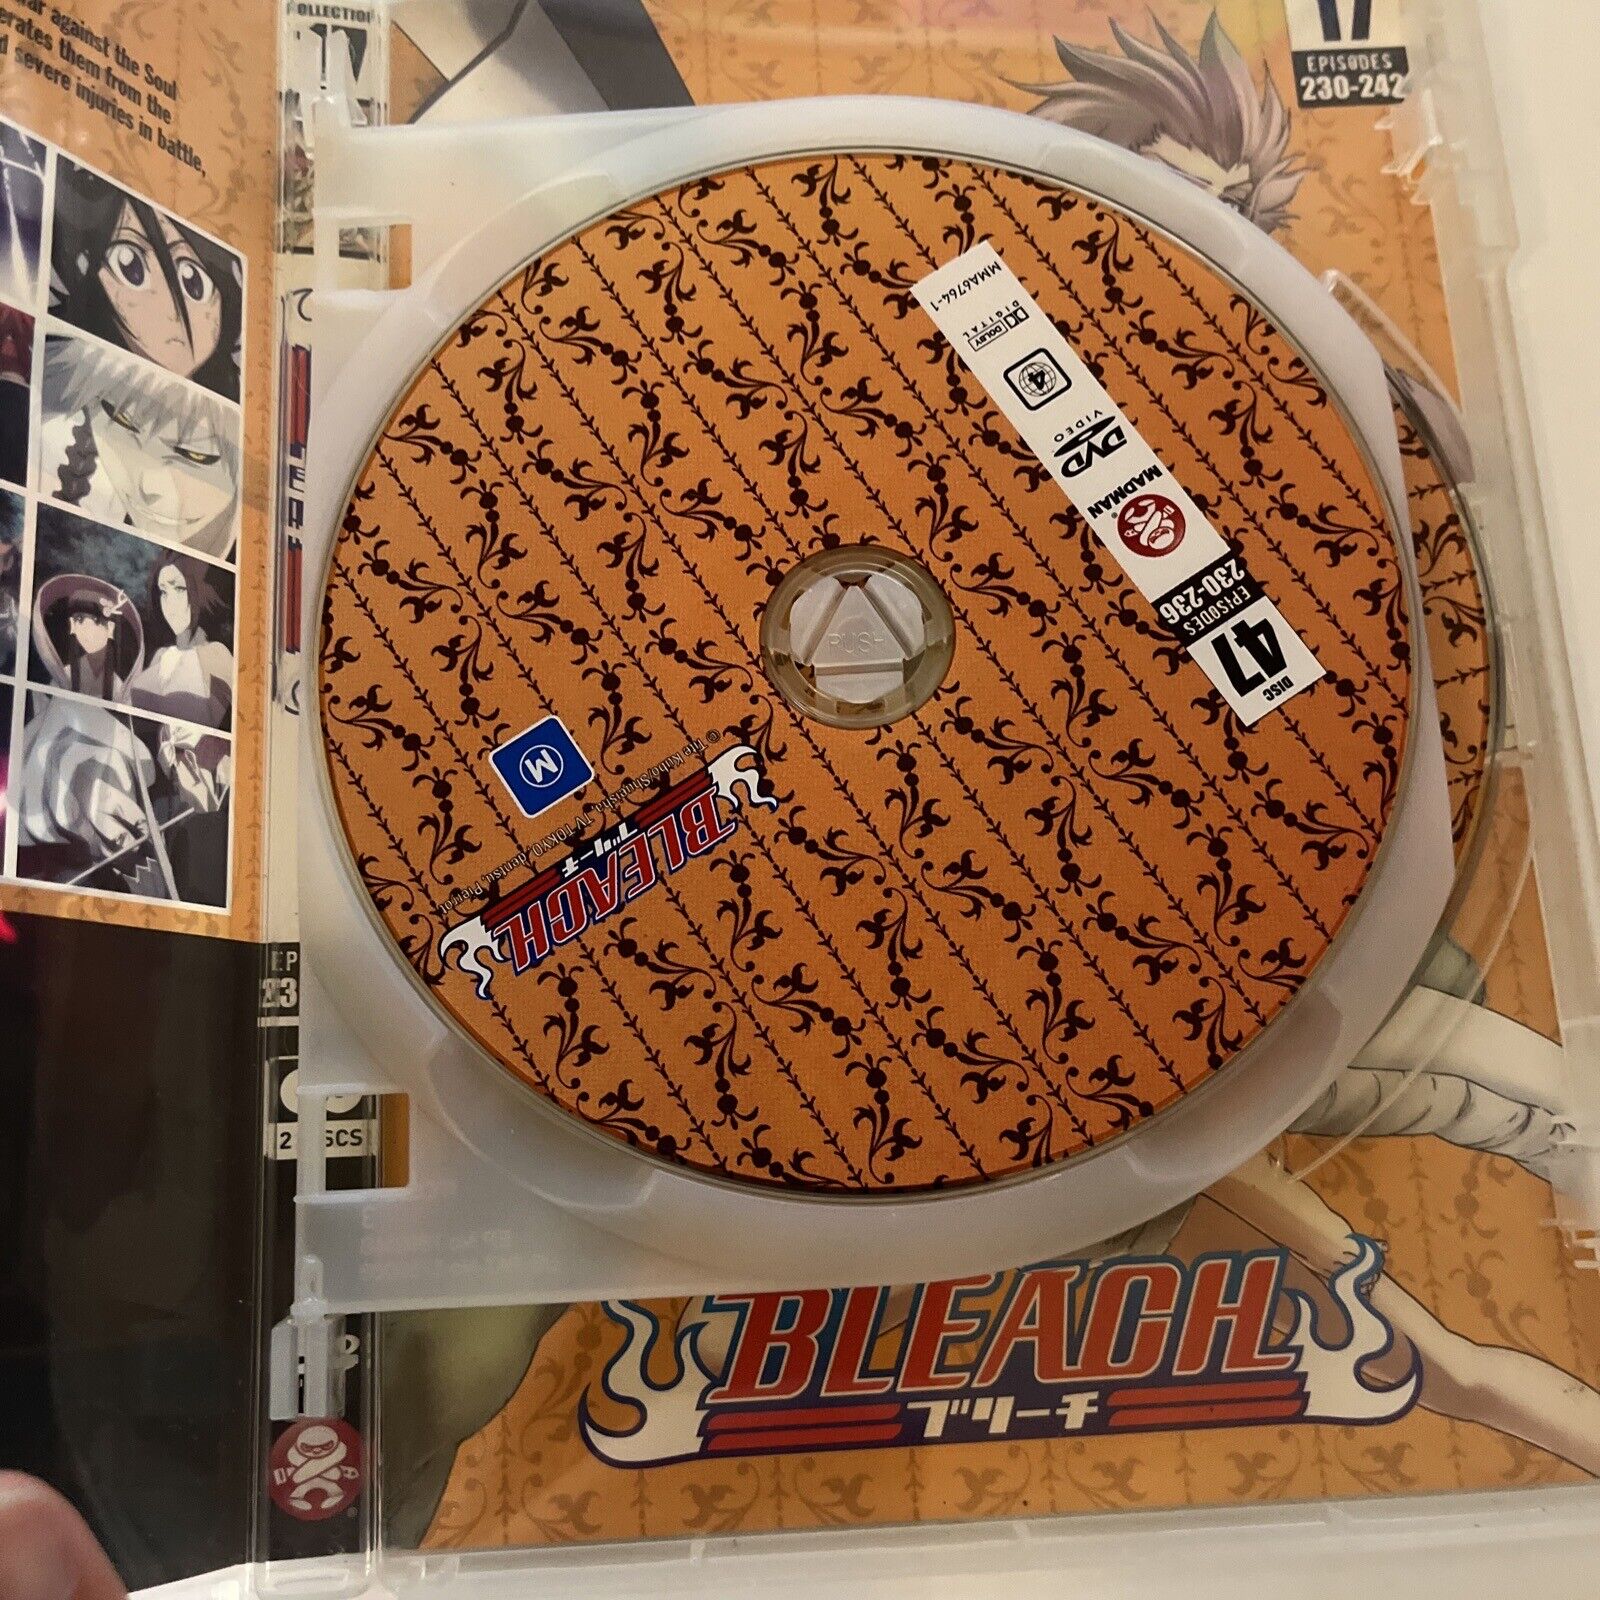 war against the Soul
erates them from the
d severe injuries in battle,
COLLECTION
17
EPISODES
230-242
MMA6764-1
DOLBY
DIGITAL
4
DVD
VIDEO
MADMAN®
EPISODES
230-236
DISC
47
PUSH
M
© Tite Kubo/Shueisha, TV TOKYO, dentsu, Pierrot
BLEACH
ブリーチ
EP
23
2 DISCS
BLEACH
ブリーチ